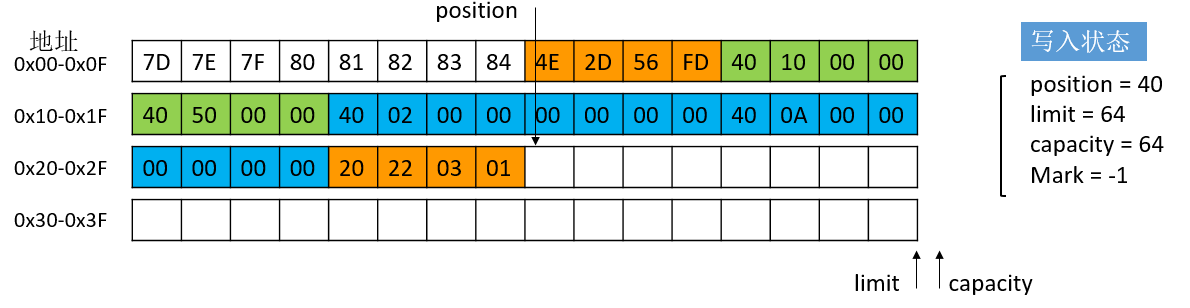 position
地址
写入状态
0x00-0x0F 7D 7E 7F 80 81 82 83 84 4E 2D 56 FD 40 10 00 00
position = 40
0x10-0x1F 40 50 00 00 40 02 00 00 00 00 00 00 40 0A 00 00
limit = 64
capacity = 64
0x20-0x2F 00 00 00 00 20 22 03 01
Mark = -1
0x30-0x3F
limit
capacity